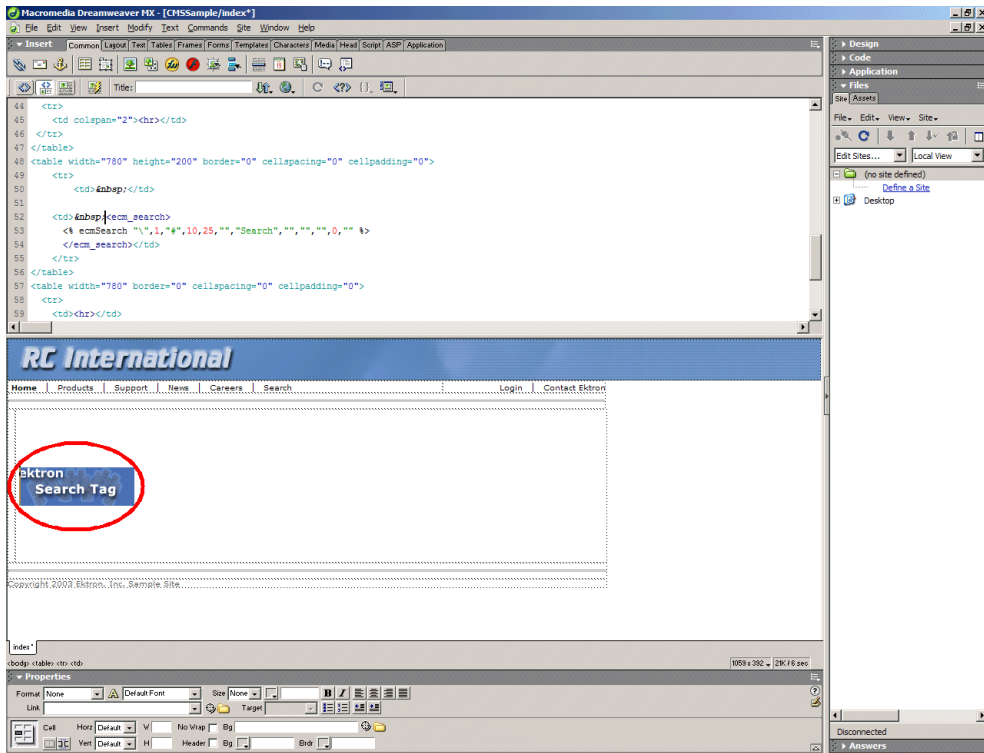 Macromedia Dreamweaver MX - [CMSSample/index*]
File Edit View Insert Modify Text Commands Site Window Help
Insert Common Layout Text Tables Frames Forms Templates Characters Media Head Script ASP Application
Title:
44 <tr>
45 <td colspan="2"><hr></td>
46 </tr>
47 </table>
48 <table width="780" height="200" border="0" cellspacing="0" cellpadding="0">
49 <tr>
50 <td>&nbsp;</td>
51
52 <td>&nbsp;<ecm_search>
53 <% ecmSearch "\",1,"#",10,25,"","Search","","","",0,"" %>
54 </ecm_search></td>
55 </tr>
56 </table>
57 <table width="780" border="0" cellspacing="0" cellpadding="0">
58 <tr>
59 <td><hr></td>
RC International
Home | Products | Support | News | Careers | Search Login | Contact Ektron
ektron
Search Tag
Copyright 2003 Ektron, Inc. Sample Site
index*
<body> <table> <tr> <td>
1059 x 392 21K / 6 sec
Properties
Format None Default Font Size None B I
Link Target
Cell Horz Default W No Wrap Bg
Vert Default H Header Bg Brdr
Design
Code
Application
Files
Site Assets
File Edit View Site
Edit Sites... Local View
(no site defined)
Define a Site
Desktop
Disconnected
Answers